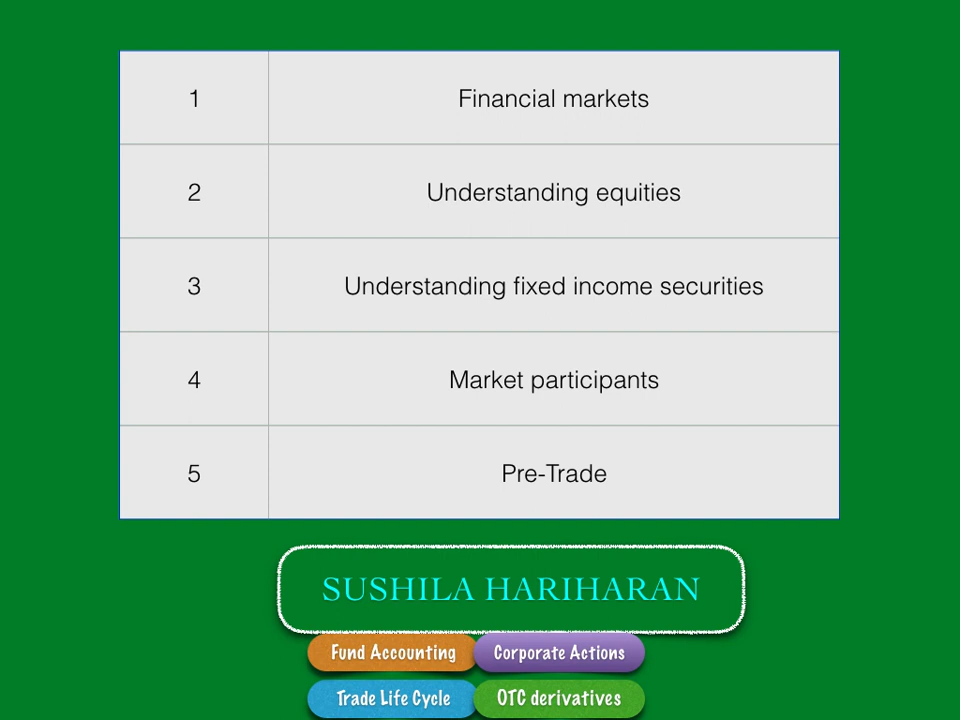 1 Financial markets
2 Understanding equities
3 Understanding fixed income securities
4 Market participants
5 Pre-Trade
SUSHILA HARIHARAN
Fund Accounting Corporate Actions
Trade Life Cycle OTC derivatives